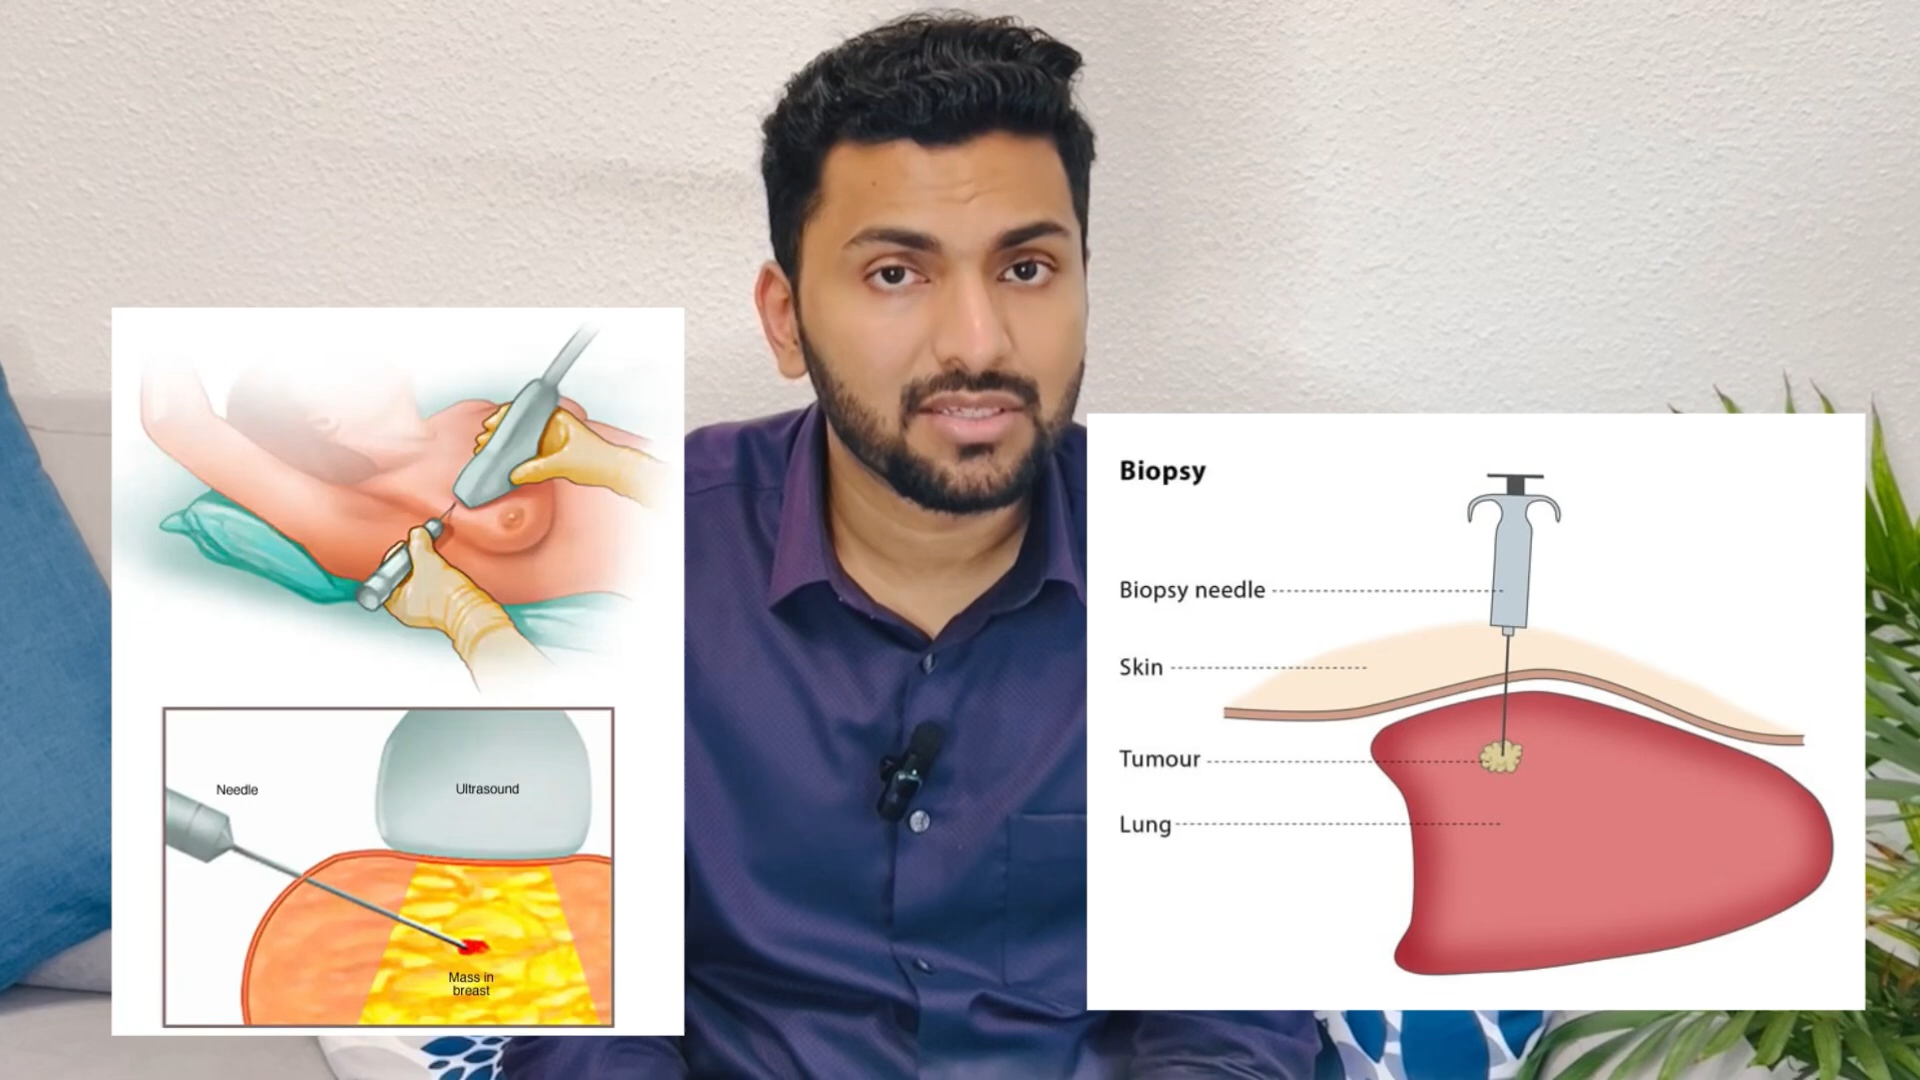 Needle
Ultrasound
Mass in
breast
Biopsy
Biopsy needle
Skin
Tumour
Lung